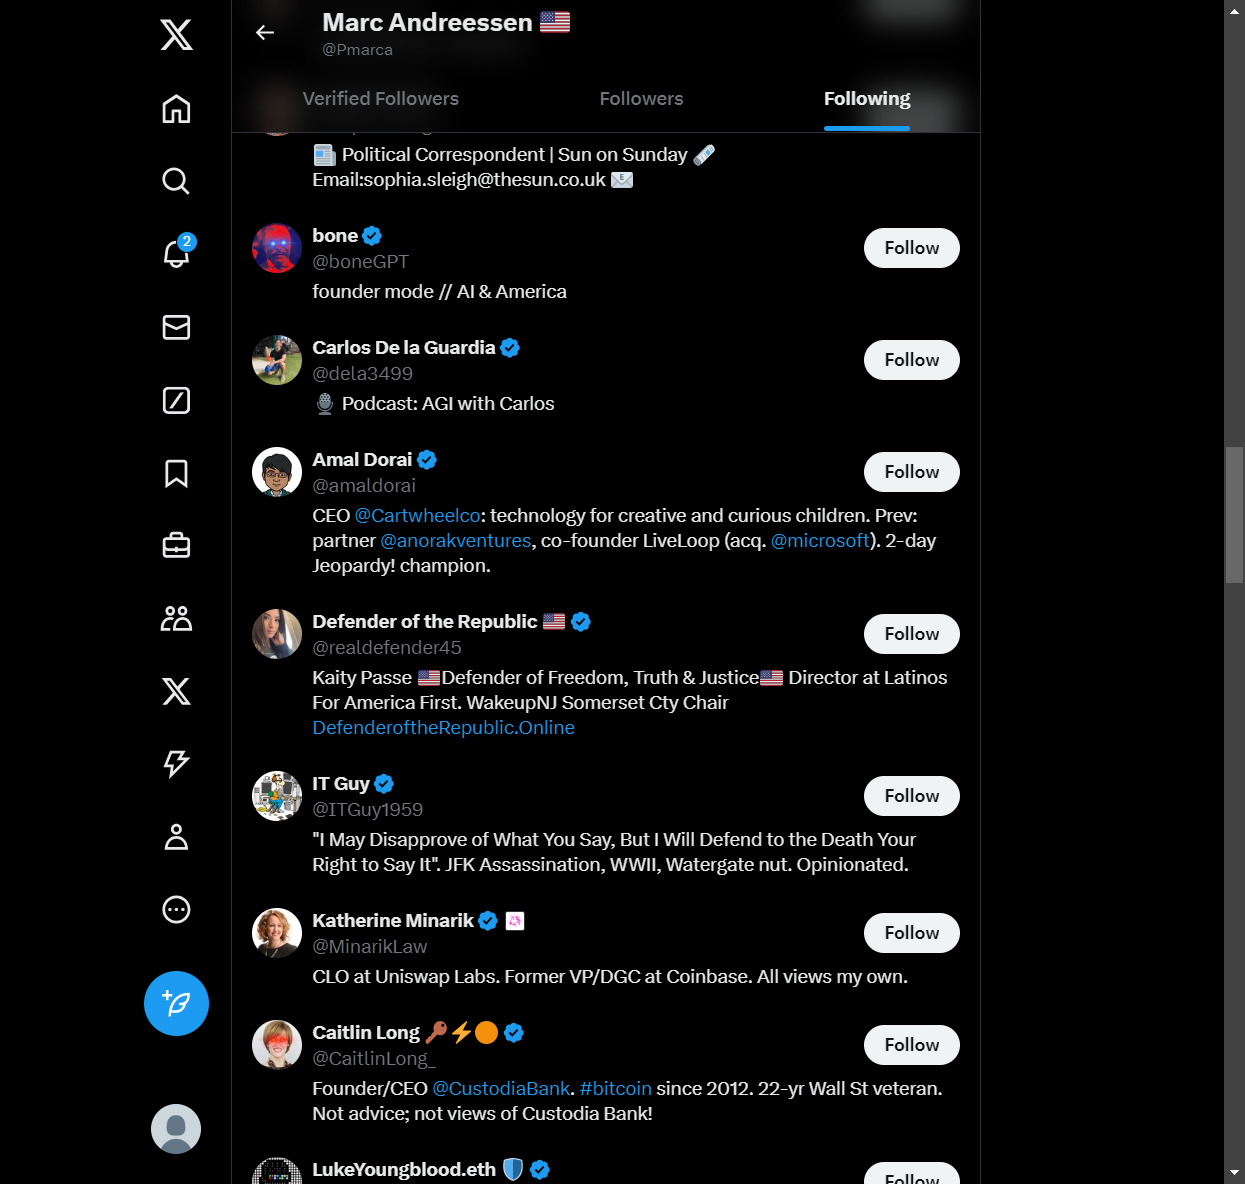 Marc Andreessen 🇺🇸
@Pmarca
Verified Followers
Followers
Following
📰 Political Correspondent | Sun on Sunday 🗞️
Email:sophia.sleigh@thesun.co.uk 📧
2
bone
@boneGPT
Follow
founder mode // AI & America
Carlos De la Guardia
@dela3499
Follow
🎙️ Podcast: AGI with Carlos
Amal Dorai
@amaldorai
Follow
CEO @Cartwheelco: technology for creative and curious children. Prev:
partner @anorakventures, co-founder LiveLoop (acq. @microsoft). 2-day
Jeopardy! champion.
Defender of the Republic 🇺🇸
@realdefender45
Follow
Kaity Passe 🇺🇸Defender of Freedom, Truth & Justice🇺🇸 Director at Latinos
For America First. WakeupNJ Somerset Cty Chair
DefenderoftheRepublic.Online
IT Guy
@ITGuy1959
Follow
"I May Disapprove of What You Say, But I Will Defend to the Death Your
Right to Say It". JFK Assassination, WWII, Watergate nut. Opinionated.
Katherine Minarik
@MinarikLaw
Follow
CLO at Uniswap Labs. Former VP/DGC at Coinbase. All views my own.
Caitlin Long 🔑⚡🟠
@CaitlinLong_
Follow
Founder/CEO @CustodiaBank. #bitcoin since 2012. 22-yr Wall St veteran.
Not advice; not views of Custodia Bank!
LukeYoungblood.eth 🛡️
Follow